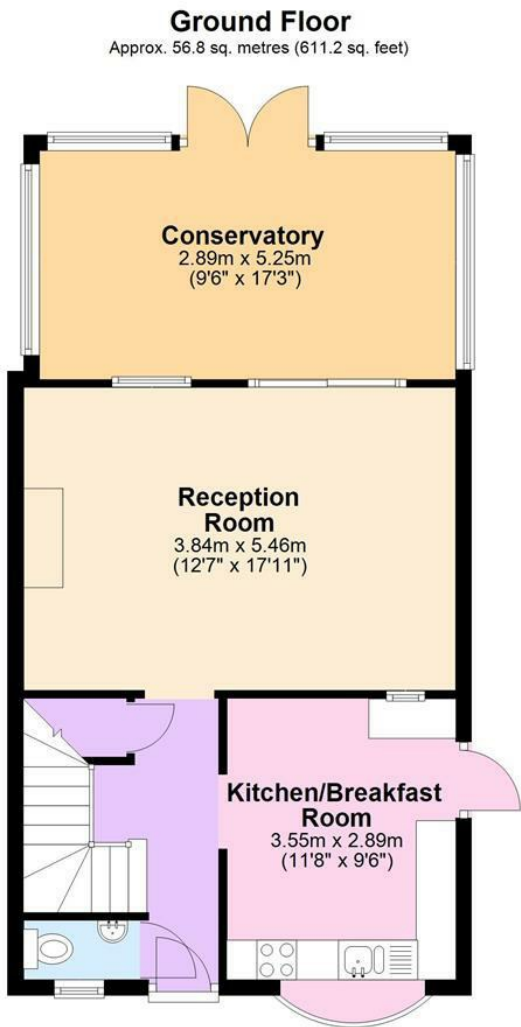 Ground Floor
Approx. 56.8 sq. metres (611.2 sq. feet)
Conservatory
2.89m x 5.25m
(9'6" x 17'3")
Reception
Room
3.84m x 5.46m
(12'7" x 17'11")
Kitchen/Breakfast
Room
3.55m x 2.89m
(11'8" x 9'6")